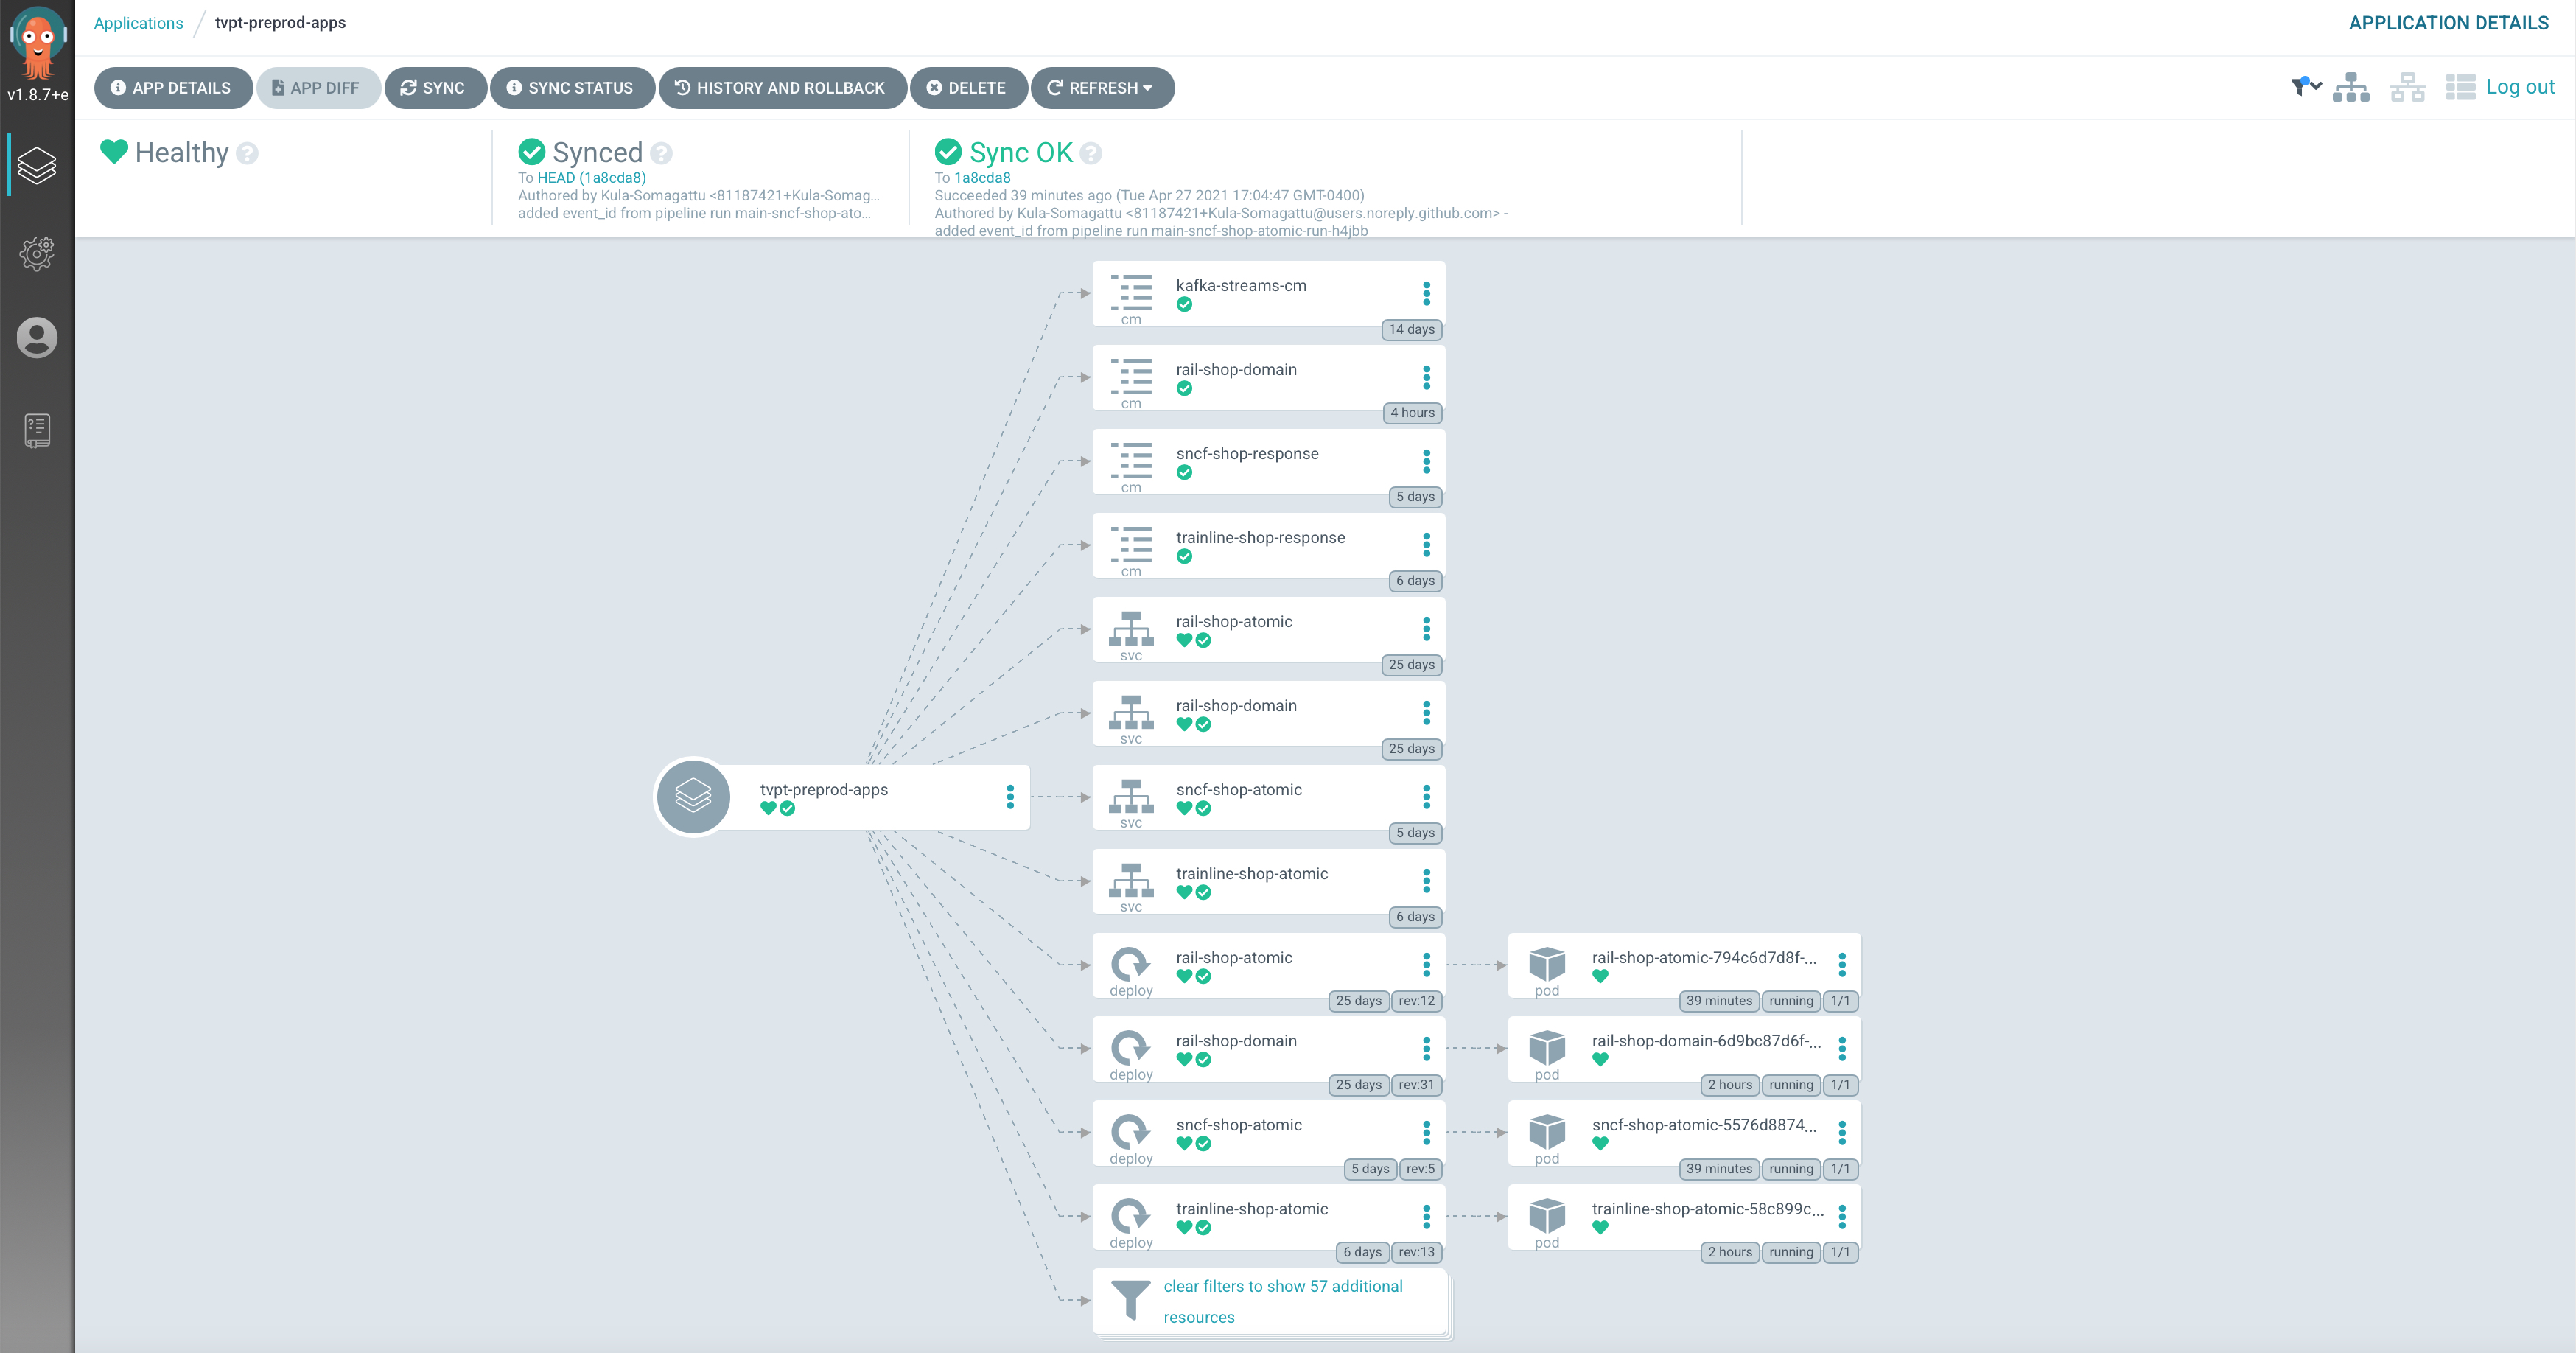 Applications / tvpt-preprod-apps
APPLICATION DETAILS
v1.8.7+e
APP DETAILS
APP DIFF
SYNC
SYNC STATUS
HISTORY AND ROLLBACK
DELETE
REFRESH
Log out
Healthy
Synced
To HEAD (1a8cda8)
Authored by Kula-Somagattu <81187421+Kula-Somag...
added event_id from pipeline run main-sncf-shop-ato...
Sync OK
To 1a8cda8
Succeeded 39 minutes ago (Tue Apr 27 2021 17:04:47 GMT-0400)
Authored by Kula-Somagattu <81187421+Kula-Somagattu@users.noreply.github.com> -
added event_id from pipeline run main-sncf-shop-atomic-run-h4jbb
tvpt-preprod-apps
kafka-streams-cm
cm
14 days
rail-shop-domain
cm
4 hours
sncf-shop-response
cm
5 days
trainline-shop-response
cm
6 days
rail-shop-atomic
svc
25 days
rail-shop-domain
svc
25 days
sncf-shop-atomic
svc
5 days
trainline-shop-atomic
svc
6 days
rail-shop-atomic
deploy
25 days rev:12
rail-shop-atomic-794c6d7d8f-...
pod
39 minutes running 1/1
rail-shop-domain
deploy
25 days rev:31
rail-shop-domain-6d9bc87d6f-...
pod
2 hours running 1/1
sncf-shop-atomic
deploy
5 days rev:5
sncf-shop-atomic-5576d8874...
pod
39 minutes running 1/1
trainline-shop-atomic
deploy
6 days rev:13
trainline-shop-atomic-58c899c...
pod
2 hours running 1/1
clear filters to show 57 additional
resources